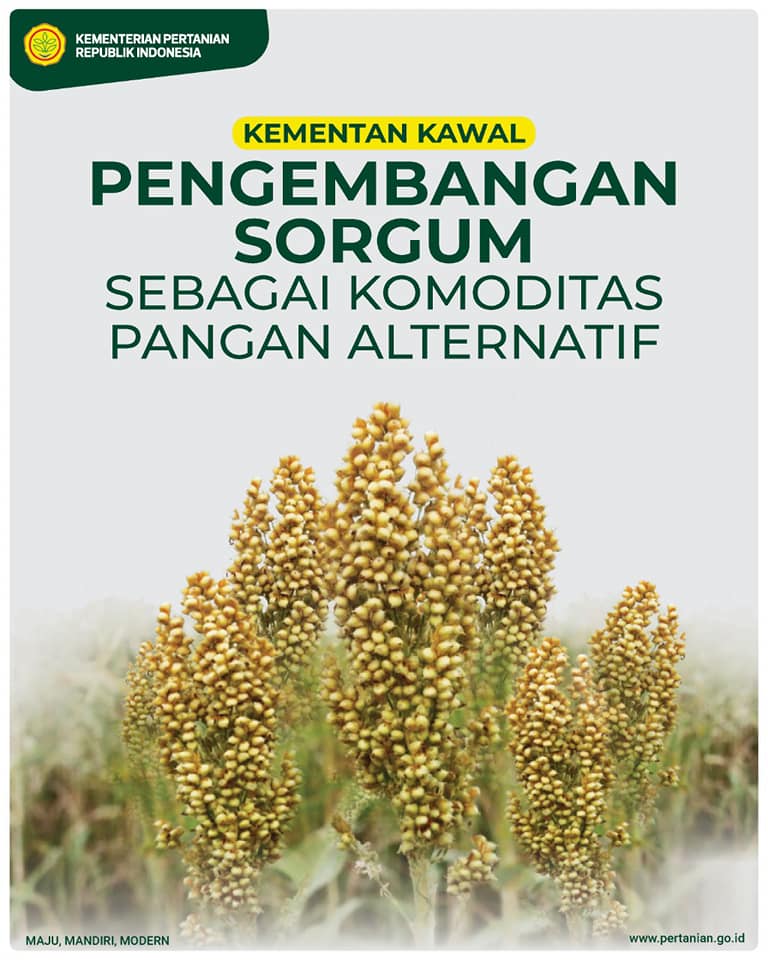 KEMENTERIAN PERTANIAN
REPUBLIK INDONESIA
KEMENTAN KAWAL
PENGEMBANGAN
SORGUM
SEBAGAI KOMODITAS
PANGAN ALTERNATIF
MAJU, MANDIRI, MODERN
www.pertanian.go.id